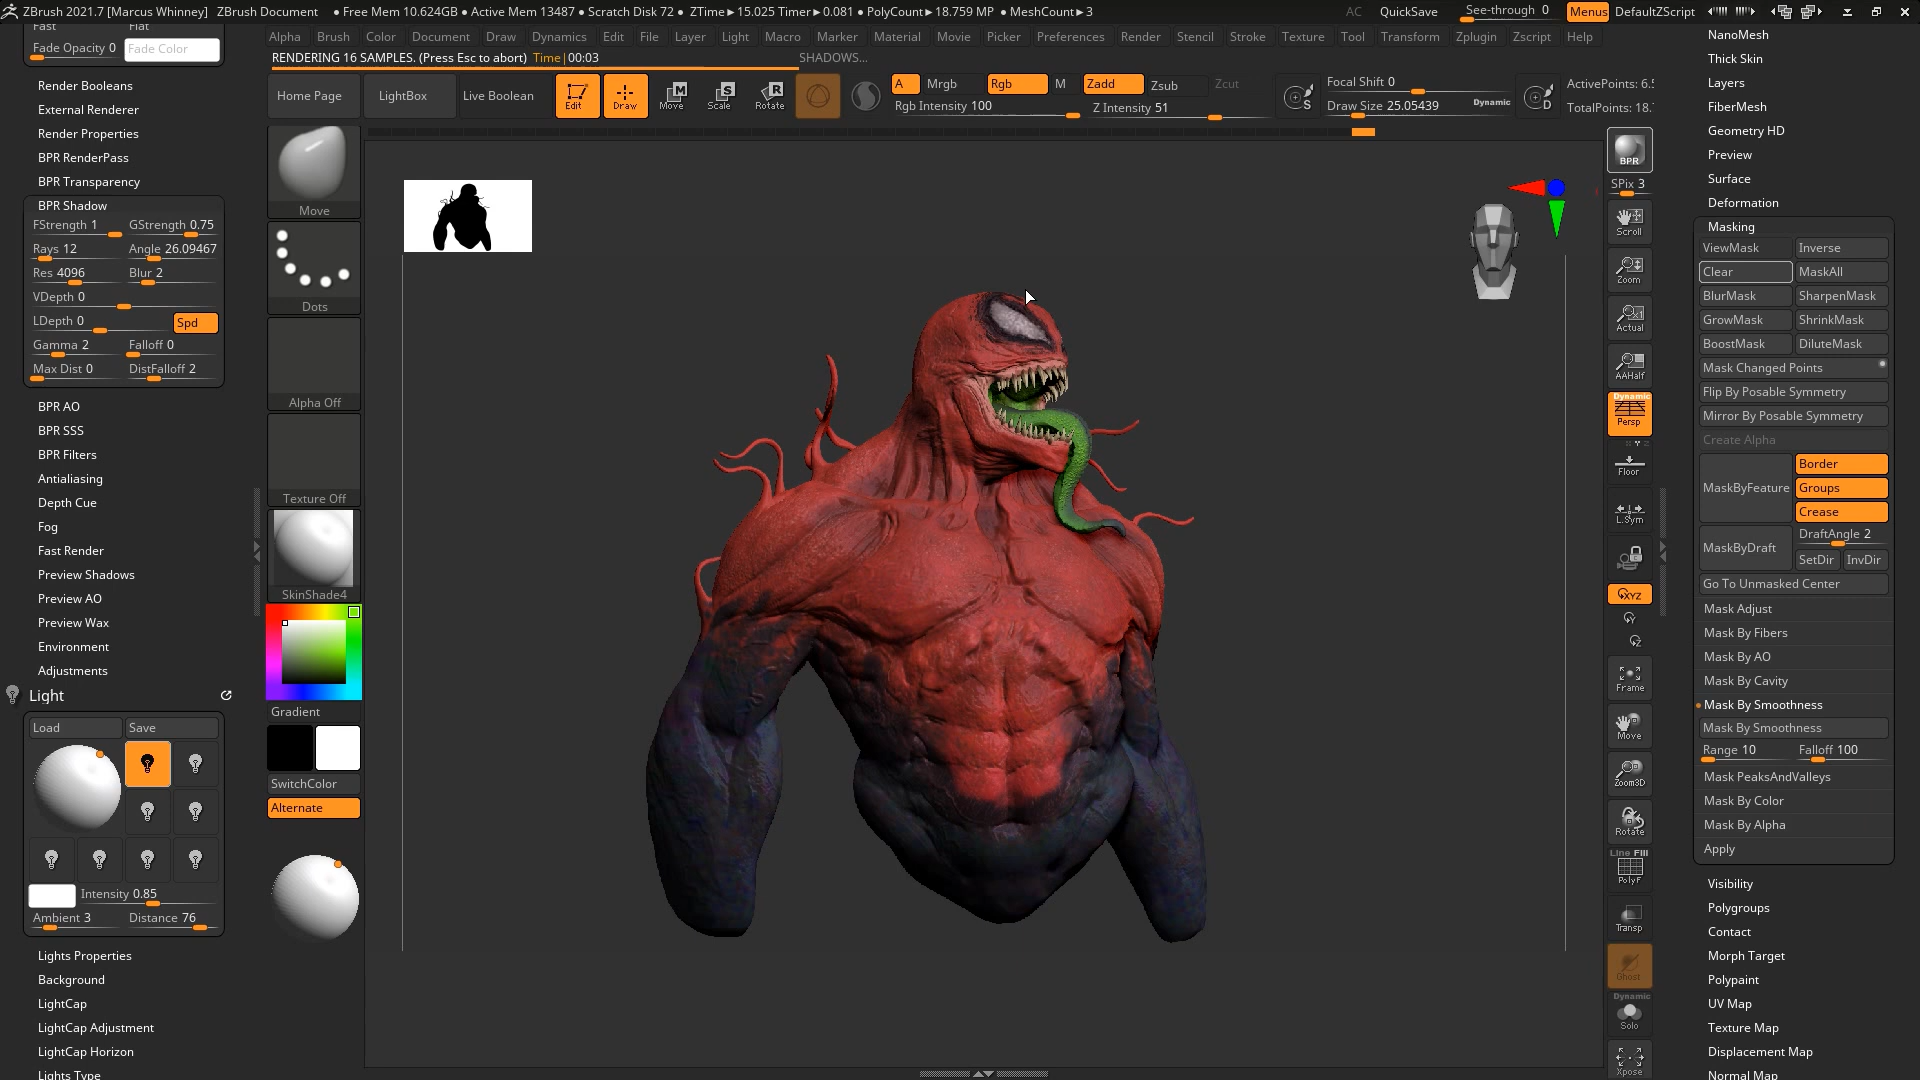 ZBrush 2021.7 [Marcus Whinney] ZBrush Document ● Free Mem 10.624GB ● Active Mem 13487 ● Scratch Disk 72 ● ZTime►15.025 Timer►0.081 ● PolyCount►18.759 MP ● MeshCount►3 AC QuickSave See-through 0 Menus DefaultZScript
Alpha Brush Color Document Draw Dynamics Edit File Layer Light Macro Marker Material Movie Picker Preferences Render Stencil Stroke Texture Tool Transform Zplugin Zscript Help
RENDERING 16 SAMPLES. (Press Esc to abort) Time|00:03 SHADOWS...
Home Page LightBox Live Boolean Edit Draw Move Scale Rotate
A Mrgb Rgb M Zadd Zsub Zcut
Rgb Intensity 100 Z Intensity 51
Focal Shift 0
Draw Size 25.05439 Dynamic
ActivePoints: 6.5
TotalPoints: 18.
Fast Flat
Fade Opacity 0 Fade Color
Render Booleans
External Renderer
Render Properties
BPR RenderPass
BPR Transparency
BPR Shadow
FStrength 1 GStrength 0.75
Rays 12 Angle 26.09467
Res 4096 Blur 2
VDepth 0
LDepth 0 Spd
Gamma 2 Falloff 0
Max Dist 0 DistFalloff 2
BPR AO
BPR SSS
BPR Filters
Antialiasing
Depth Cue
Fog
Fast Render
Preview Shadows
Preview AO
Preview Wax
Environment
Adjustments
Light
Load Save
Intensity 0.85
Ambient 3 Distance 76
Lights Properties
Background
LightCap
LightCap Adjustment
LightCap Horizon
Lights Type
Move
Dots
Alpha Off
Texture Off
SkinShade4
Gradient
SwitchColor
Alternate
BPR
SPix 3
Scroll
Zoom
Actual
AAHalf
Dynamic
Persp
Floor
L.Sym
XYZ
Frame
Move
Zoom3D
Rotate
Line Fill
PolyF
Transp
Ghost
Dynamic
Solo
Xpose
NanoMesh
Thick Skin
Layers
FiberMesh
Geometry HD
Preview
Surface
Deformation
Masking
ViewMask Inverse
Clear MaskAll
BlurMask SharpenMask
GrowMask ShrinkMask
BoostMask DiluteMask
Mask Changed Points
Flip By Posable Symmetry
Mirror By Posable Symmetry
Create Alpha
MaskByFeature Border
Groups
Crease
MaskByDraft DraftAngle 2
SetDir InvDir
Go To Unmasked Center
Mask Adjust
Mask By Fibers
Mask By AO
Mask By Cavity
Mask By Smoothness
Mask By Smoothness
Range 10 Falloff 100
Mask PeaksAndValleys
Mask By Color
Mask By Alpha
Apply
Visibility
Polygroups
Contact
Morph Target
Polypaint
UV Map
Texture Map
Displacement Map
Normal Map